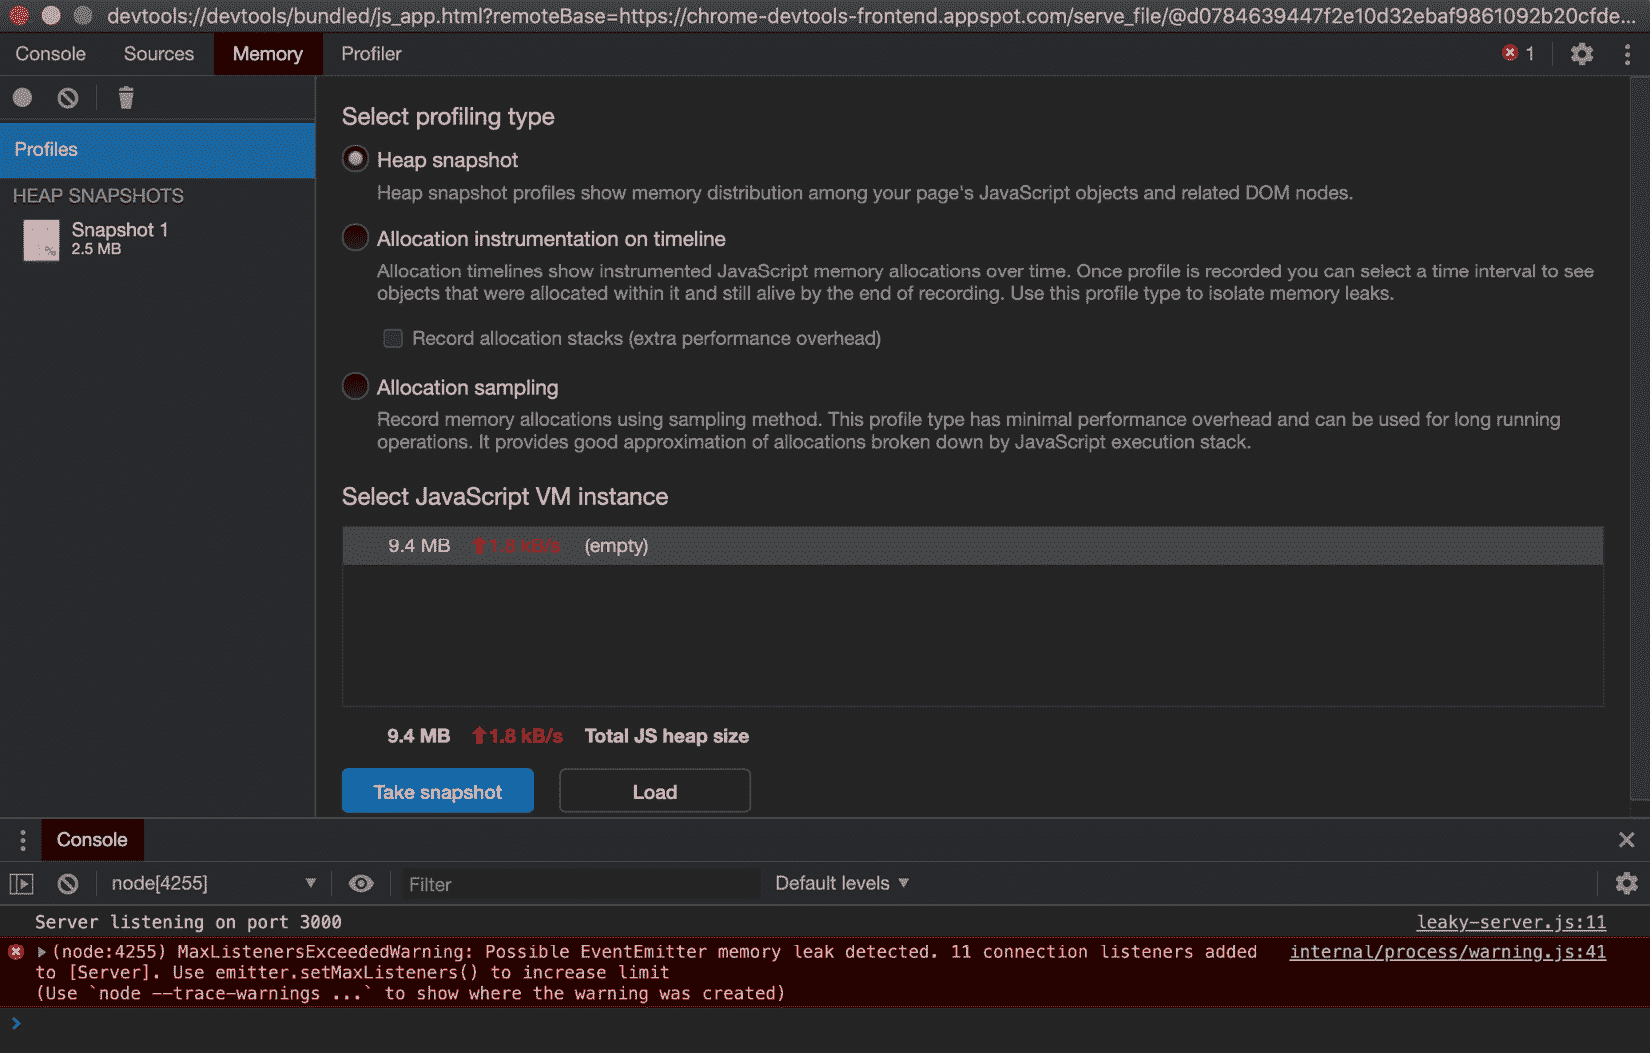 devtools://devtools/bundled/js_app.html?remoteBase=https://chrome-devtools-frontend.appspot.com/serve_file/@d0784639447f2e10d32ebaf9861092b20cfde...
Console Sources Memory Profiler 1
Profiles
HEAP SNAPSHOTS
Snapshot 1
2.5 MB
Select profiling type
Heap snapshot
Heap snapshot profiles show memory distribution among your page's JavaScript objects and related DOM nodes.
Allocation instrumentation on timeline
Allocation timelines show instrumented JavaScript memory allocations over time. Once profile is recorded you can select a time interval to see
objects that were allocated within it and still alive by the end of recording. Use this profile type to isolate memory leaks.
Record allocation stacks (extra performance overhead)
Allocation sampling
Record memory allocations using sampling method. This profile type has minimal performance overhead and can be used for long running
operations. It provides good approximation of allocations broken down by JavaScript execution stack.
Select JavaScript VM instance
9.4 MB 1.8 kB/s (empty)
9.4 MB 1.8 kB/s Total JS heap size
Take snapshot Load
Console
node[4255] Filter Default levels
Server listening on port 3000 leaky-server.js:11
(node:4255) MaxListenersExceededWarning: Possible EventEmitter memory leak detected. 11 connection listeners added internal/process/warning.js:41
to [Server]. Use emitter.setMaxListeners() to increase limit
(Use `node --trace-warnings ...` to show where the warning was created)